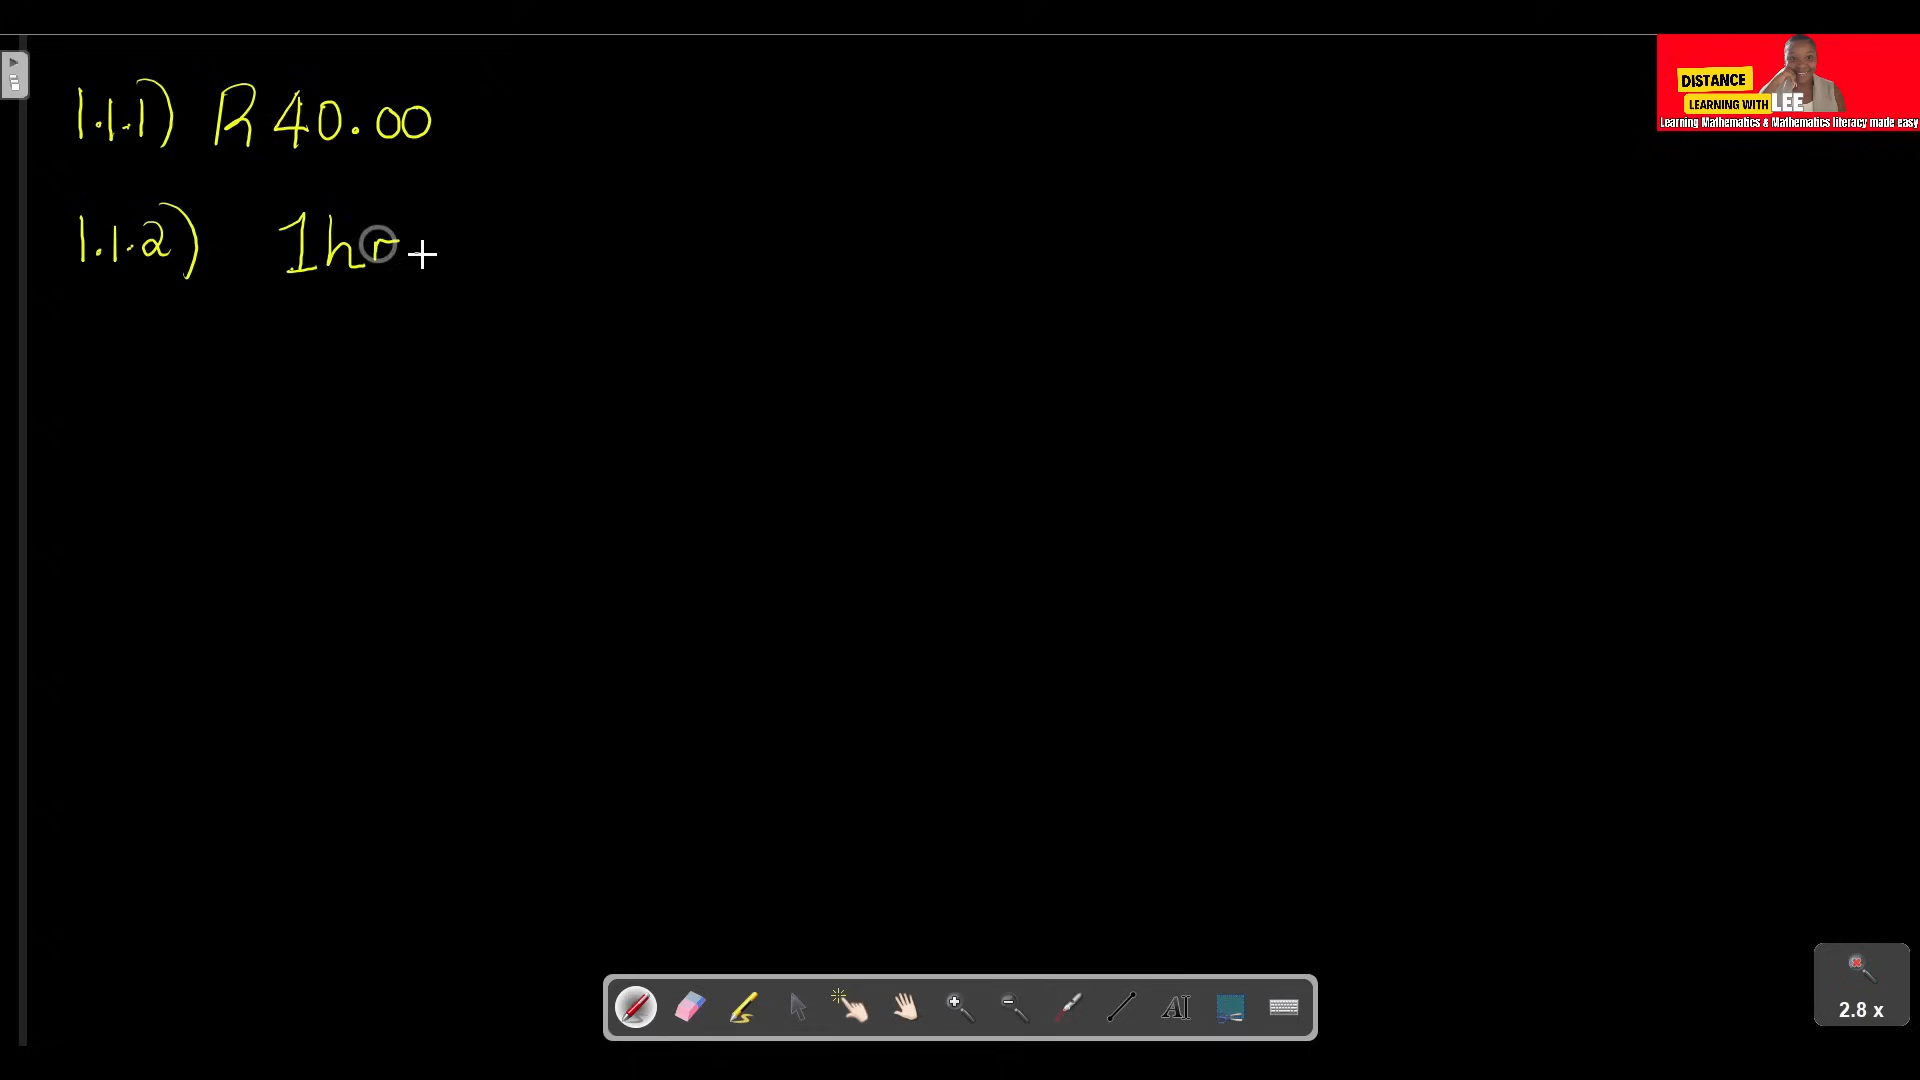 1.1.1) R40.00
1.1.2) 1hr
DISTANCE
LEARNING WITH LEE
Learning Mathematics & Mathematics literacy made easy
AI
2.8 x